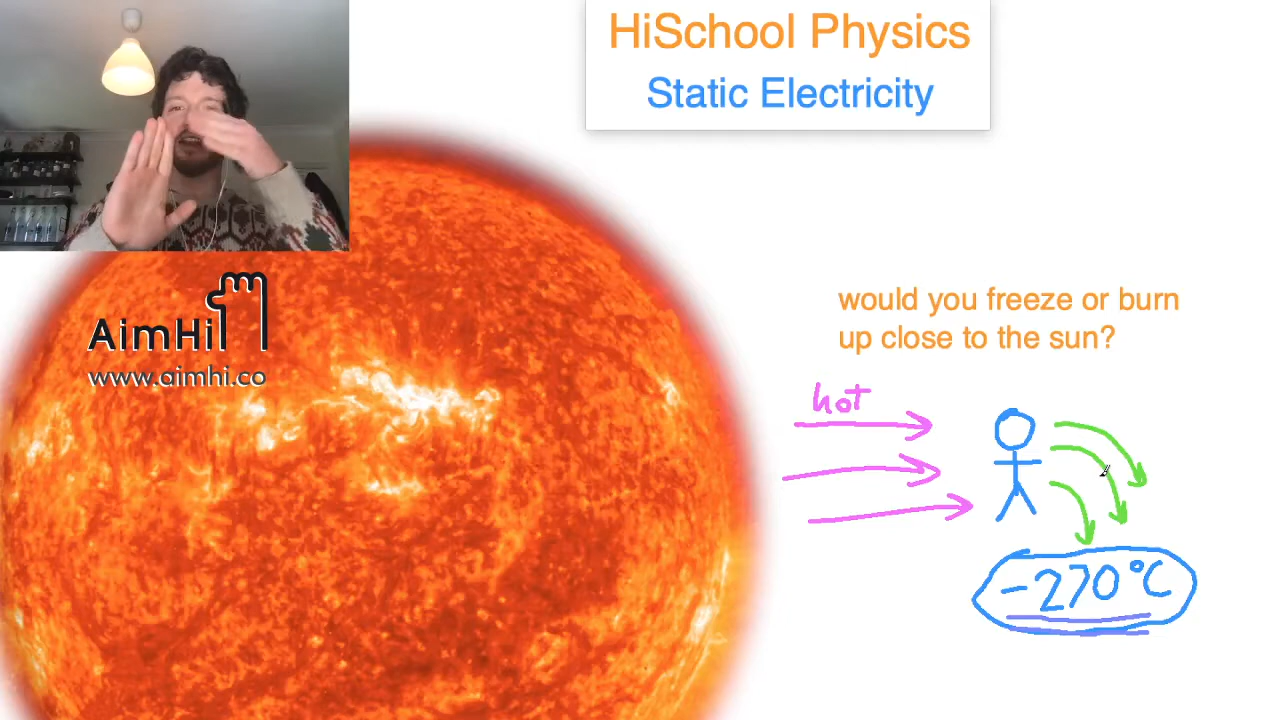 HiSchool Physics
Static Electricity
AimHi
www.aimhi.co
would you freeze or burn
up close to the sun?
hot
-270°C